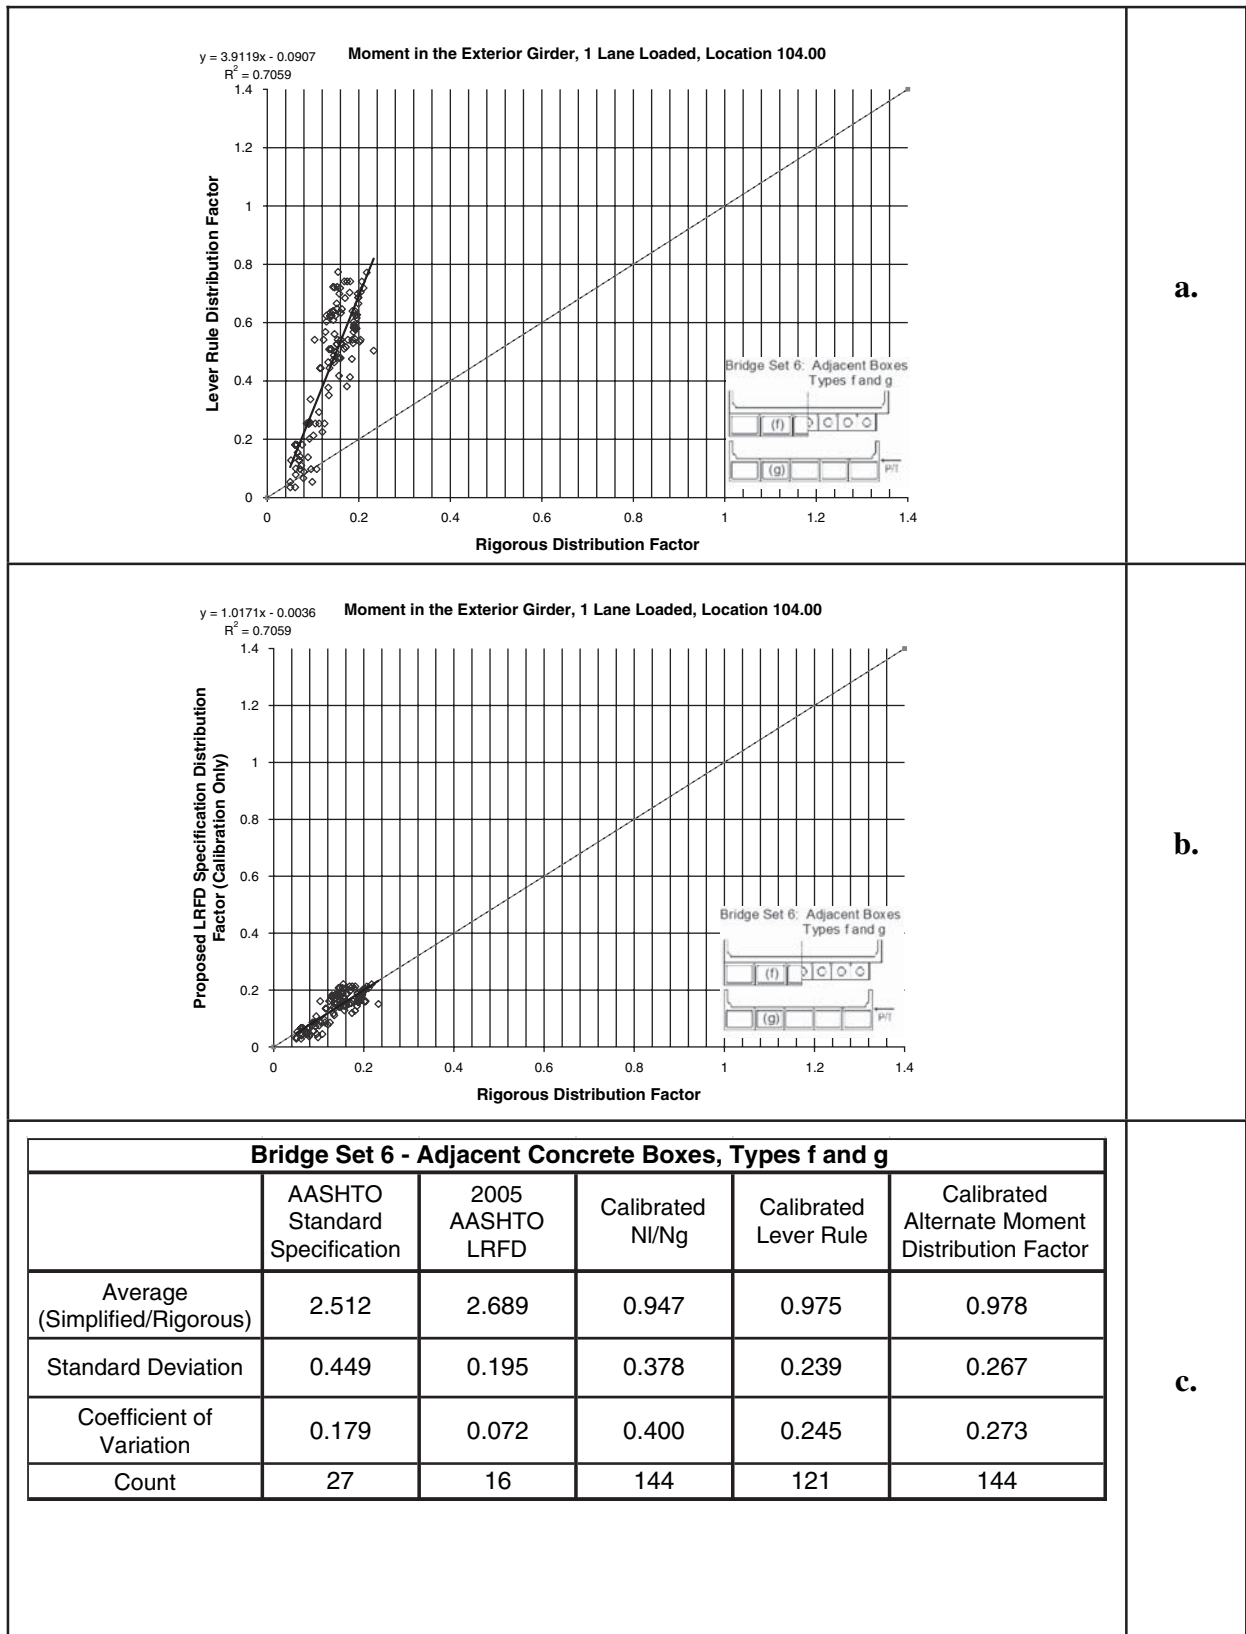 y = 3.9119x - 0.0907
R2 = 0.7059
Moment in the Exterior Girder, 1 Lane Loaded, Location 104.00
Lever Rule Distribution Factor
1.4
1.2
1
0.8
0.6
0.4
0.2
0
0 0.2 0.4 0.6 0.8 1 1.2 1.4
Rigorous Distribution Factor
Bridge Set 6: Adjacent Boxes
Types f and g
(f)
(g)
P/T
a.
y = 1.0171x - 0.0036
R2 = 0.7059
Moment in the Exterior Girder, 1 Lane Loaded, Location 104.00
Proposed LRFD Specification Distribution
Factor (Calibration Only)
1.4
1.2
1
0.8
0.6
0.4
0.2
0
0 0.2 0.4 0.6 0.8 1 1.2 1.4
Rigorous Distribution Factor
Bridge Set 6: Adjacent Boxes
Types f and g
(f)
(g)
P/T
b.
Bridge Set 6 - Adjacent Concrete Boxes, Types f and g
AASHTO Standard Specification
2005 AASHTO LRFD
Calibrated Nl/Ng
Calibrated Lever Rule
Calibrated Alternate Moment Distribution Factor
Average (Simplified/Rigorous) 2.512 2.689 0.947 0.975 0.978
Standard Deviation 0.449 0.195 0.378 0.239 0.267
Coefficient of Variation 0.179 0.072 0.400 0.245 0.273
Count 27 16 144 121 144
c.